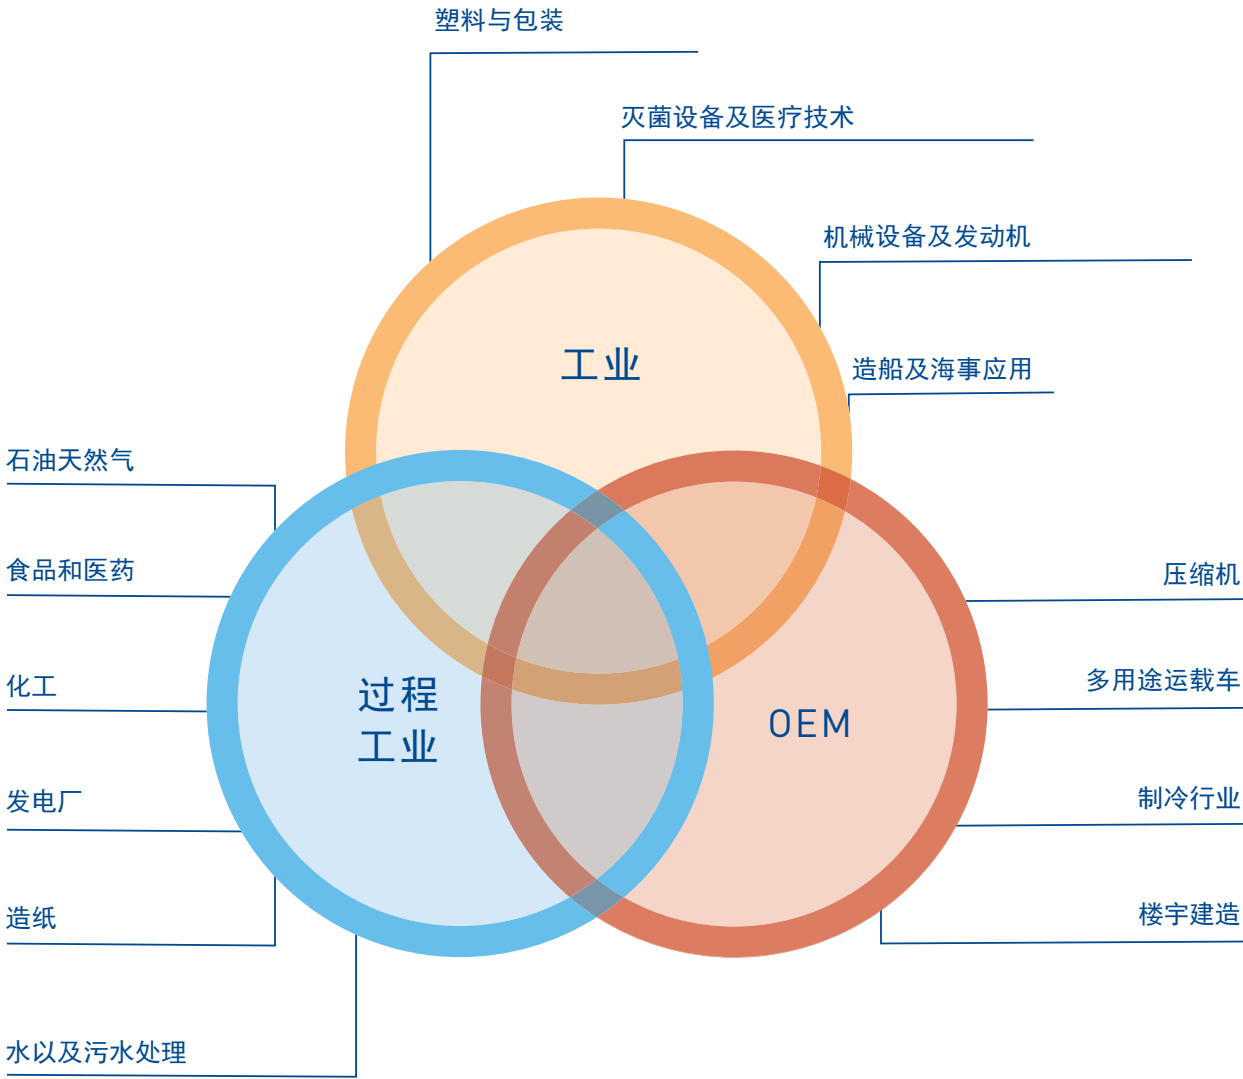 塑料与包装
灭菌设备及医疗技术
机械设备及发动机
工业
造船及海事应用
石油天然气
食品和医药
压缩机
化工
过程
工业
多用途运载车
OEM
发电厂
制冷行业
造纸
楼宇建造
水以及污水处理